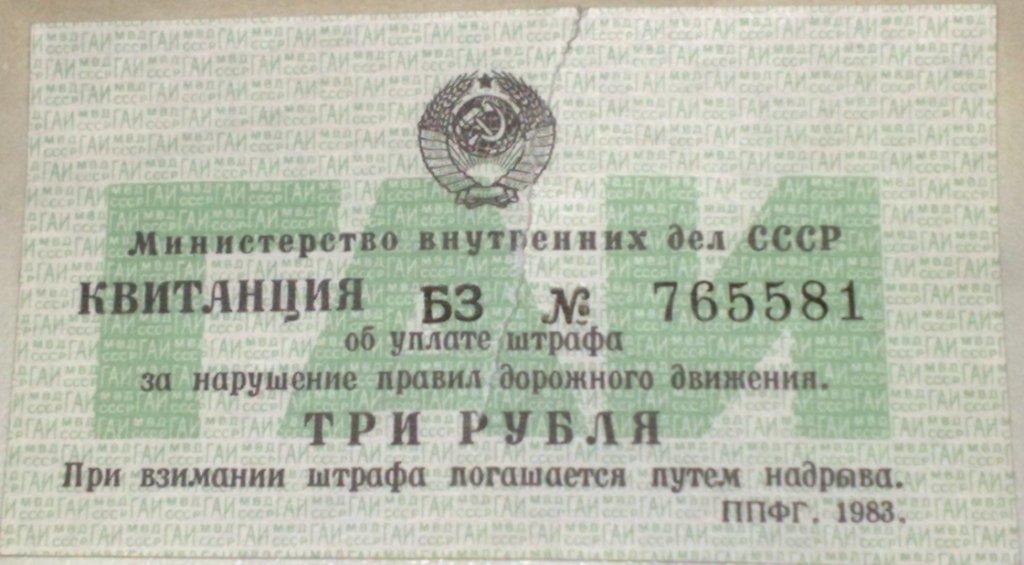 ГАИ
Министерство внутренних дел СССР
КВИТАНЦИЯ БЗ № 765581
об уплате штрафа
за нарушение правил дорожного движения.
ТРИ РУБЛЯ
При взимании штрафа погашается путем надрыва.
ППФГ. 1983.